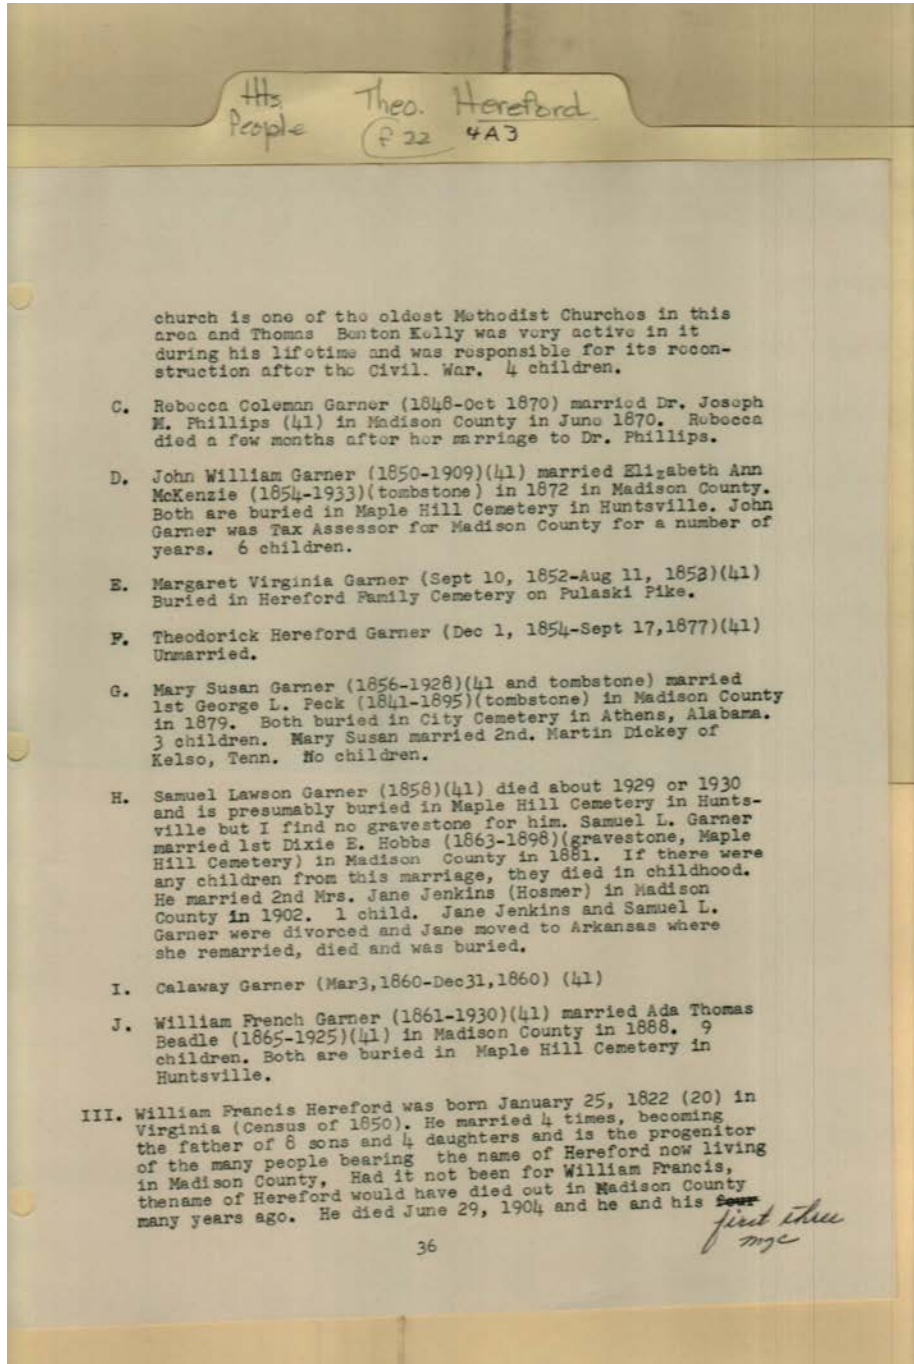 Hts. Theo. Hereford
People f 22 4A3
church is one of the oldest Methodist Churches in this
area and Thomas Benton Kelly was very active in it
during his lifetime and was responsible for its recon-
struction after the Civil. War. 4 children.
C. Rebecca Coleman Garner (1848-Oct 1870) married Dr. Joseph
M. Phillips (41) in Madison County in June 1870. Rebecca
died a few months after her marriage to Dr. Phillips.
D. John William Garner (1850-1909)(41) married Elizabeth Ann
McKenzie (1854-1933)(tombstone) in 1872 in Madison County.
Both are buried in Maple Hill Cemetery in Huntsville. John
Garner was Tax Assessor for Madison County for a number of
years. 6 children.
E. Margaret Virginia Garner (Sept 10, 1852-Aug 11, 1853)(41)
Buried in Hereford Family Cemetery on Pulaski Pike.
F. Theodorick Hereford Garner (Dec 1, 1854-Sept 17,1877)(41)
Unmarried.
G. Mary Susan Garner (1856-1928)(41 and tombstone) married
1st George L. Peck (1841-1895)(tombstone) in Madison County
in 1879. Both buried in City Cemetery in Athens, Alabama.
3 children. Mary Susan married 2nd. Martin Dickey of
Kelso, Tenn. No children.
H. Samuel Lawson Garner (1858)(41) died about 1929 or 1930
and is presumably buried in Maple Hill Cemetery in Hunts-
ville but I find no gravestone for him. Samuel L. Garner
married 1st Dixie E. Hobbs (1863-1898)(gravestone, Maple
Hill Cemetery) in Madison County in 1881. If there were
any children from this marriage, they died in childhood.
He married 2nd Mrs. Jane Jenkins (Hosmer) in Madison
County in 1902. 1 child. Jane Jenkins and Samuel L.
Garner were divorced and Jane moved to Arkansas where
she remarried, died and was buried.
I. Calaway Garner (Mar3,1860-Dec31,1860) (41)
J. William French Garner (1861-1930)(41) married Ada Thomas
Beadle (1865-1925)(41) in Madison County in 1888. 9
children. Both are buried in Maple Hill Cemetery in
Huntsville.
III. William Francis Hereford was born January 25, 1822 (20) in
Virginia (Census of 1850). He married 4 times, becoming
the father of 8 sons and 4 daughters and is the progenitor
of the many people bearing the name of Hereford now living
in Madison County, Had it not been for William Francis,
thename of Hereford would have died out in Madison County
many years ago. He died June 29, 1904 and he and his four
first three
mgc
36